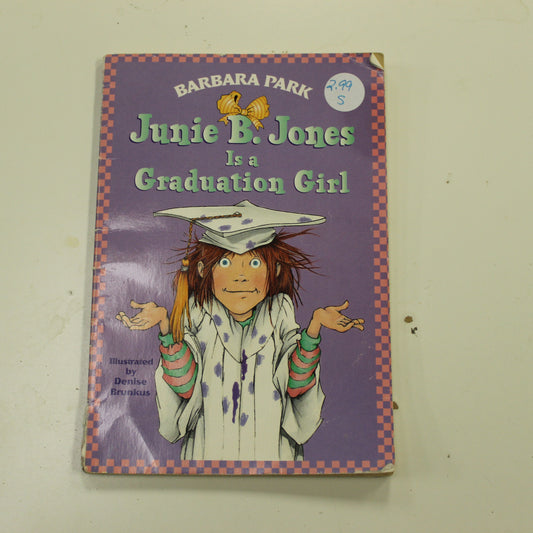 BARBARA PARK
2.99
S
Junie B. Jones
Is a
Graduation Girl
Illustrated
by
Denise
Brunkus